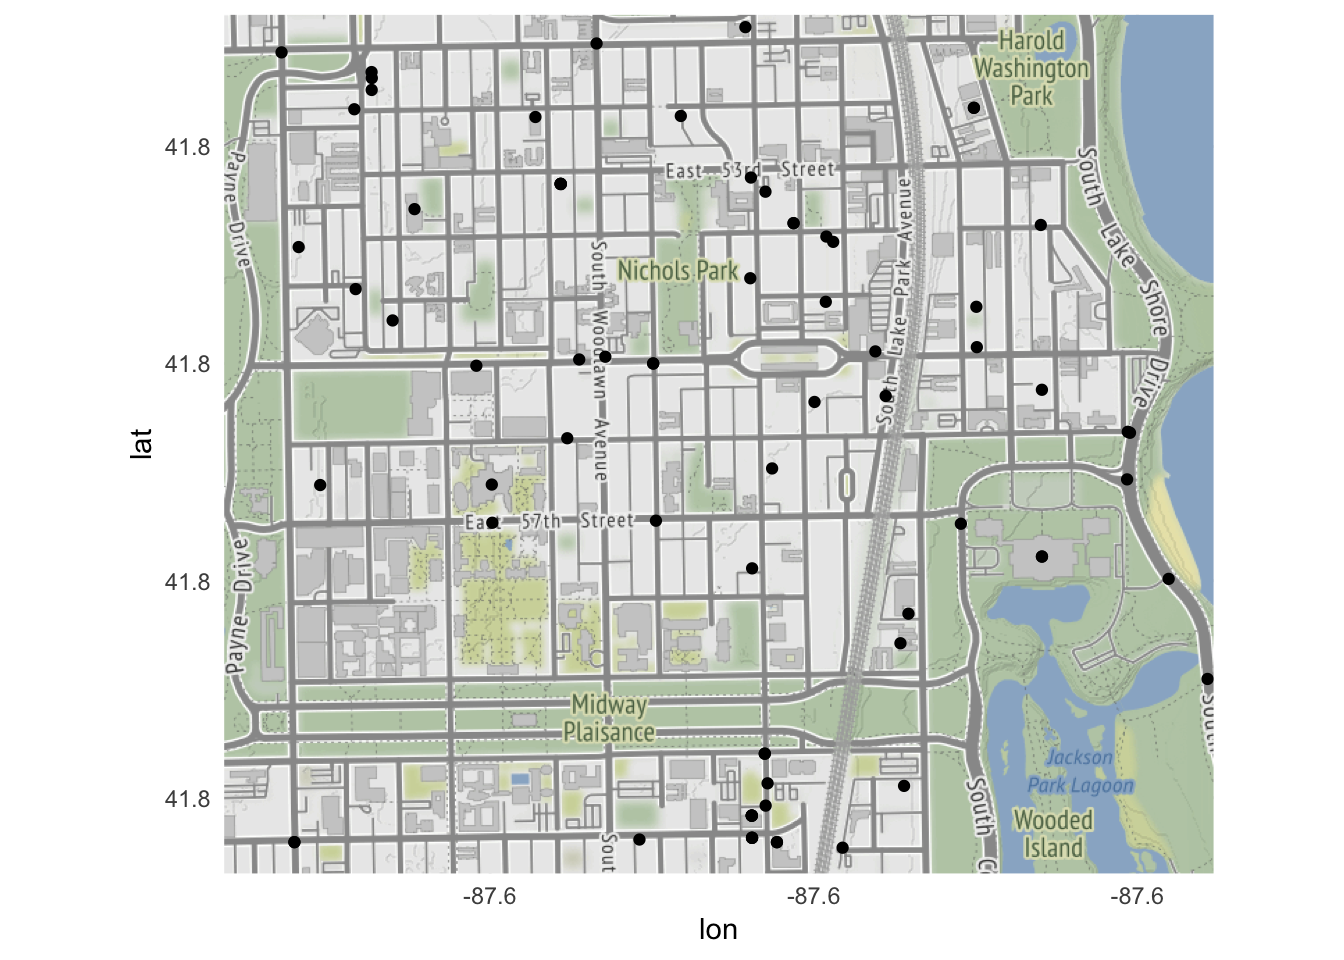 Harold
Washington
Park
41.8
Payne Drive
East 53rd Street
South Lake Shore Drive
South Lake Park Avenue
South Woodlawn Avenue
Nichols Park
41.8
lat
East 57th Street
Payne Drive
41.8
Midway
Plaisance
Sout
Jackson
Park Lagoon
41.8
South
Wooded
Island
Sout
-87.6
-87.6
-87.6
lon